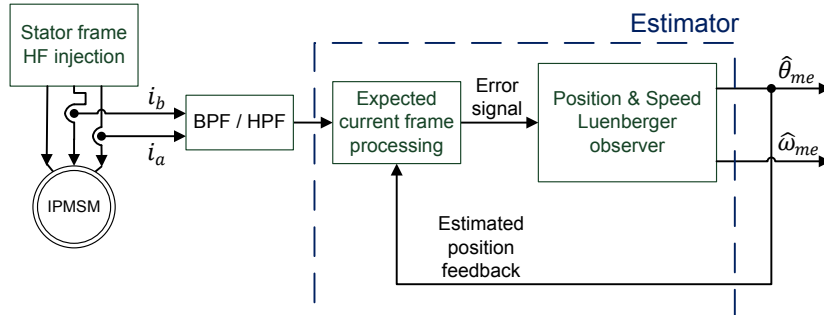 Estimator
Stator frame
HF injection
i_b
i_a
BPF / HPF
IPMSM
Expected
current frame
processing
Error
signal
Position & Speed
Luenberger
observer
θ̂_me
ω̂_me
Estimated
position
feedback